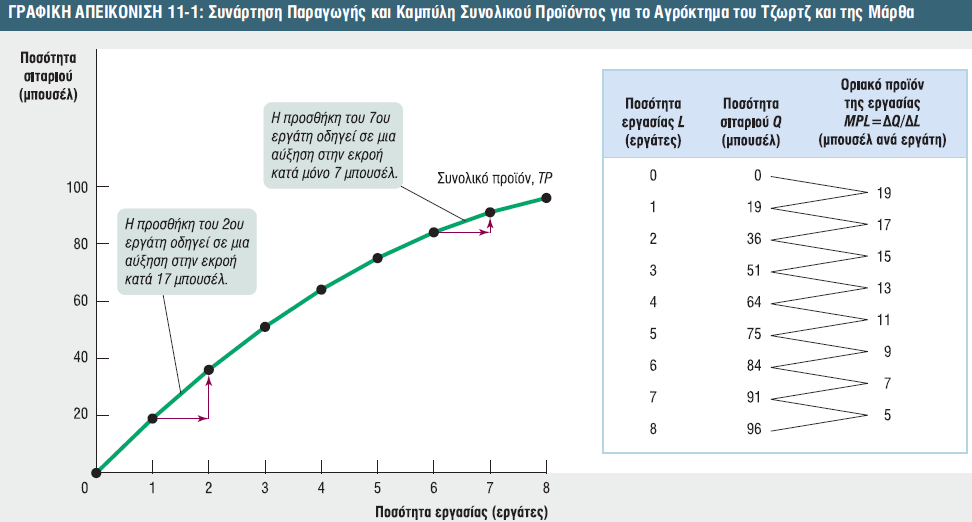 ΓΡΑΦΙΚΗ ΑΠΕΙΚΟΝΙΣΗ 11-1: Συνάρτηση Παραγωγής και Καμπύλη Συνολικού Προϊόντος για το Αγρόκτημα του Τζωρτζ και της Μάρθα
Ποσότητα
σιταριού
(μπουσέλ)
100
80
60
40
20
0
1
2
3
4
5
6
7
8
Ποσότητα εργασίας (εργάτες)
Η προσθήκη του 2ου
εργάτη οδηγεί σε μια
αύξηση στην εκροή
κατά 17 μπουσέλ.
Η προσθήκη του 7ου
εργάτη οδηγεί σε μια
αύξηση στην εκροή
κατά μόνο 7 μπουσέλ.
Συνολικό προϊόν, TP
Ποσότητα
εργασίας L
(εργάτες)
Ποσότητα
σιταριού Q
(μπουσέλ)
Οριακό προϊόν
της εργασίας
MPL=ΔQ/ΔL
(μπουσέλ ανά εργάτη)
0 0
19
1 19
17
2 36
15
3 51
13
4 64
11
5 75
9
6 84
7
7 91
5
8 96